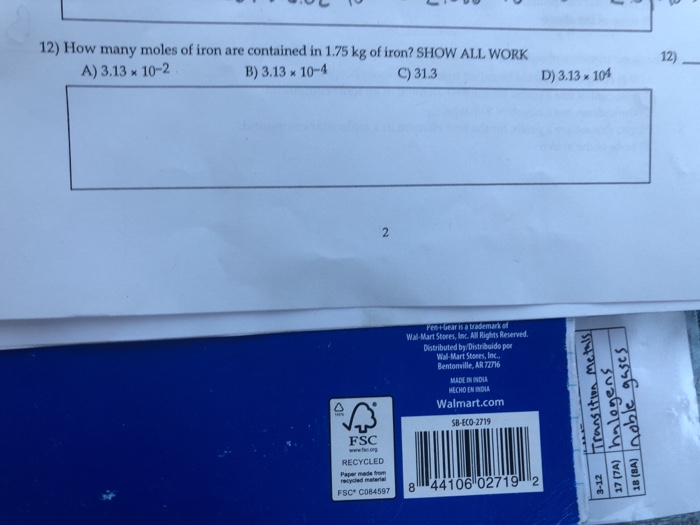 12) How many moles of iron are contained in 1.75 kg of iron? SHOW ALL WORK
12)
A) 3.13 × 10-2
B) 3.13 × 10-4
C) 31.3
D) 3.13 × 104
2
Pen+Gear is a trademark of
Wal-Mart Stores, Inc. All Rights Reserved.
Distributed by/Distribuido por
Wal-Mart Stores, Inc.,
Bentonville, AR 72716
MADE IN INDIA
HECHO EN INDIA
Walmart.com
SB-ECO-2719
8 44106 02719 2
FSC
www.fsc.org
RECYCLED
Paper made from
recycled material
FSC® C084597
3-12 Transition Metals
17 (7A) halogens
18 (8A) noble gases